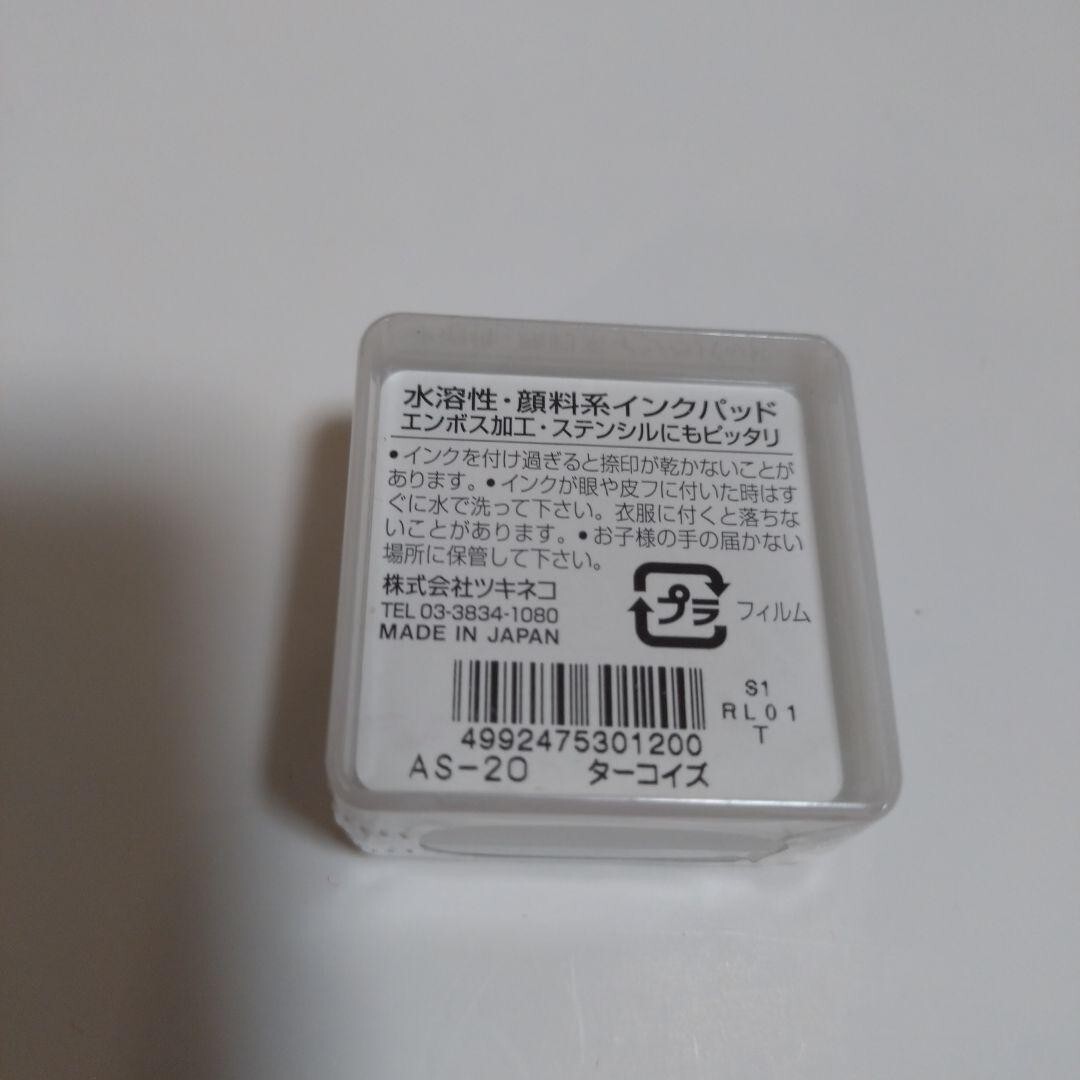 水溶性・顔料系インクパッド
エンボス加工・ステンシルにもピッタリ
•インクを付け過ぎると捺印が乾かないことが
あります。•インクが眼や皮フに付いた時はす
ぐに水で洗って下さい。衣服に付くと落ちな
いことがあります。•お子様の手の届かない
場所に保管して下さい。
株式会社ツキネコ
TEL 03-3834-1080
MADE IN JAPAN
プラ フィルム
S1
RL01
T
4992475301200
AS-20 ターコイズ